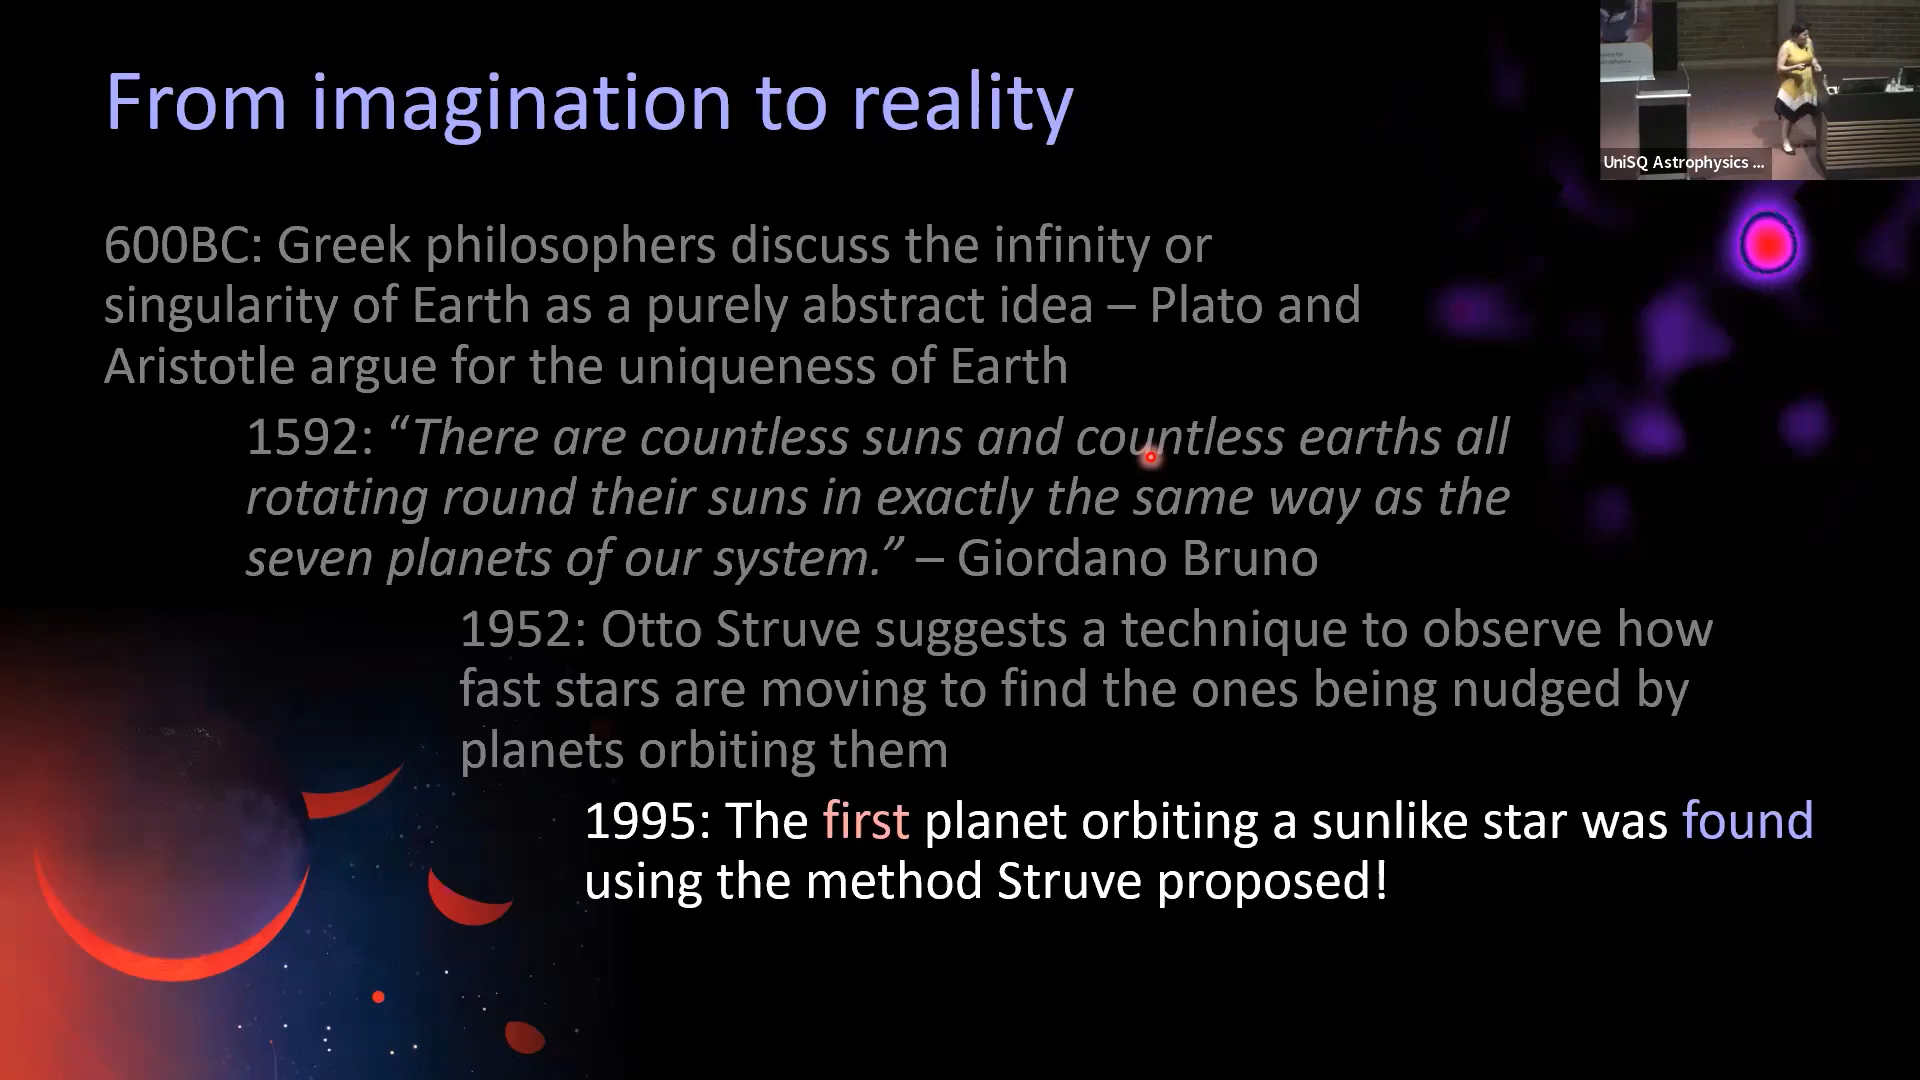 From imagination to reality
UniSQ Astrophysics ...
600BC: Greek philosophers discuss the infinity or
singularity of Earth as a purely abstract idea – Plato and
Aristotle argue for the uniqueness of Earth
1592: “There are countless suns and countless earths all
rotating round their suns in exactly the same way as the
seven planets of our system.” – Giordano Bruno
1952: Otto Struve suggests a technique to observe how
fast stars are moving to find the ones being nudged by
planets orbiting them
1995: The first planet orbiting a sunlike star was found
using the method Struve proposed!